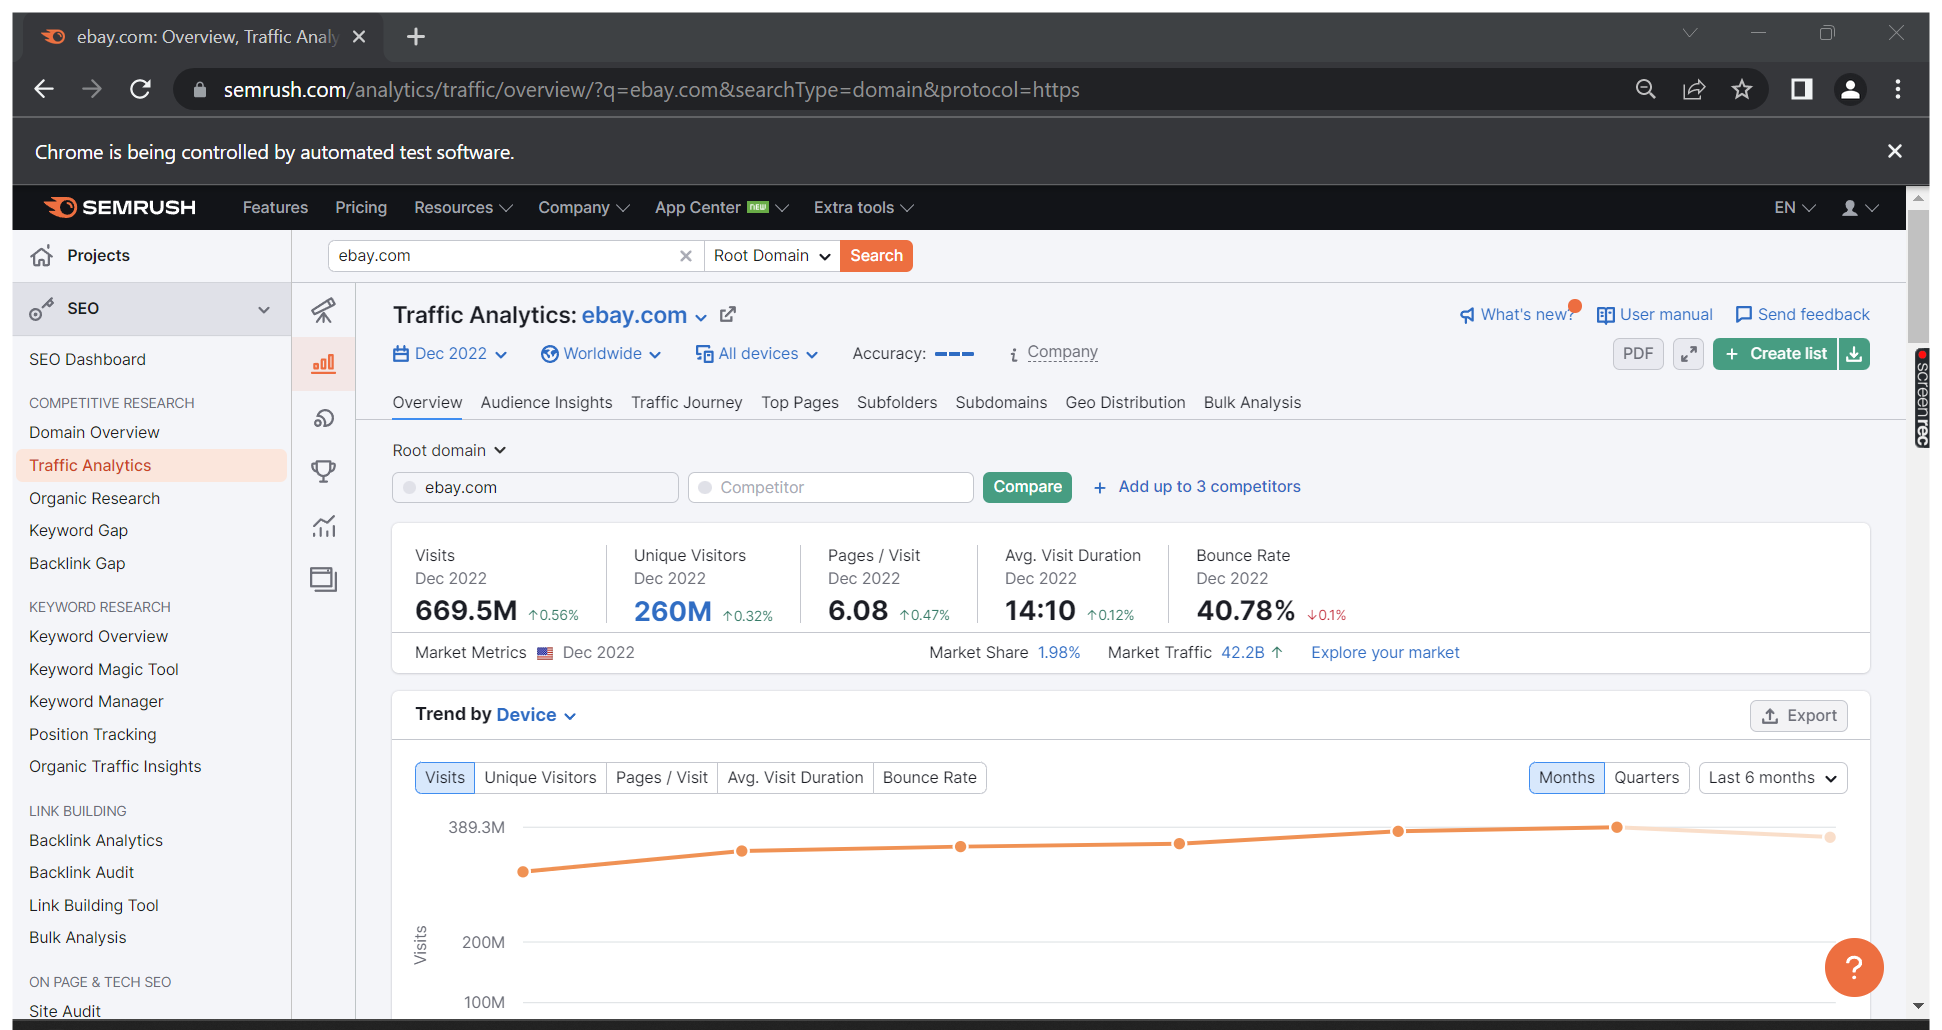 ebay.com: Overview, Traffic Analy
semrush.com/analytics/traffic/overview/?q=ebay.com&searchType=domain&protocol=https
Chrome is being controlled by automated test software.
SEMRUSH Features Pricing Resources Company App Center NEW Extra tools EN
Projects
ebay.com Root Domain Search
SEO
Traffic Analytics: ebay.com What's new? User manual Send feedback
Dec 2022 Worldwide All devices Accuracy: i Company PDF + Create list
SEO Dashboard
Overview Audience Insights Traffic Journey Top Pages Subfolders Subdomains Geo Distribution Bulk Analysis
screenrec
COMPETITIVE RESEARCH
Domain Overview
Traffic Analytics
Organic Research
Keyword Gap
Backlink Gap
KEYWORD RESEARCH
Keyword Overview
Keyword Magic Tool
Keyword Manager
Position Tracking
Organic Traffic Insights
LINK BUILDING
Backlink Analytics
Backlink Audit
Link Building Tool
Bulk Analysis
ON PAGE & TECH SEO
Site Audit
Root domain
ebay.com Competitor Compare + Add up to 3 competitors
Visits Unique Visitors Pages / Visit Avg. Visit Duration Bounce Rate
Dec 2022 Dec 2022 Dec 2022 Dec 2022 Dec 2022
669.5M ↑0.56% 260M ↑0.32% 6.08 ↑0.47% 14:10 ↑0.12% 40.78% ↓0.1%
Market Metrics Dec 2022 Market Share 1.98% Market Traffic 42.2B ↑ Explore your market
Trend by Device Export
Visits Unique Visitors Pages / Visit Avg. Visit Duration Bounce Rate Months Quarters Last 6 months
389.3M
200M
100M
Visits
?